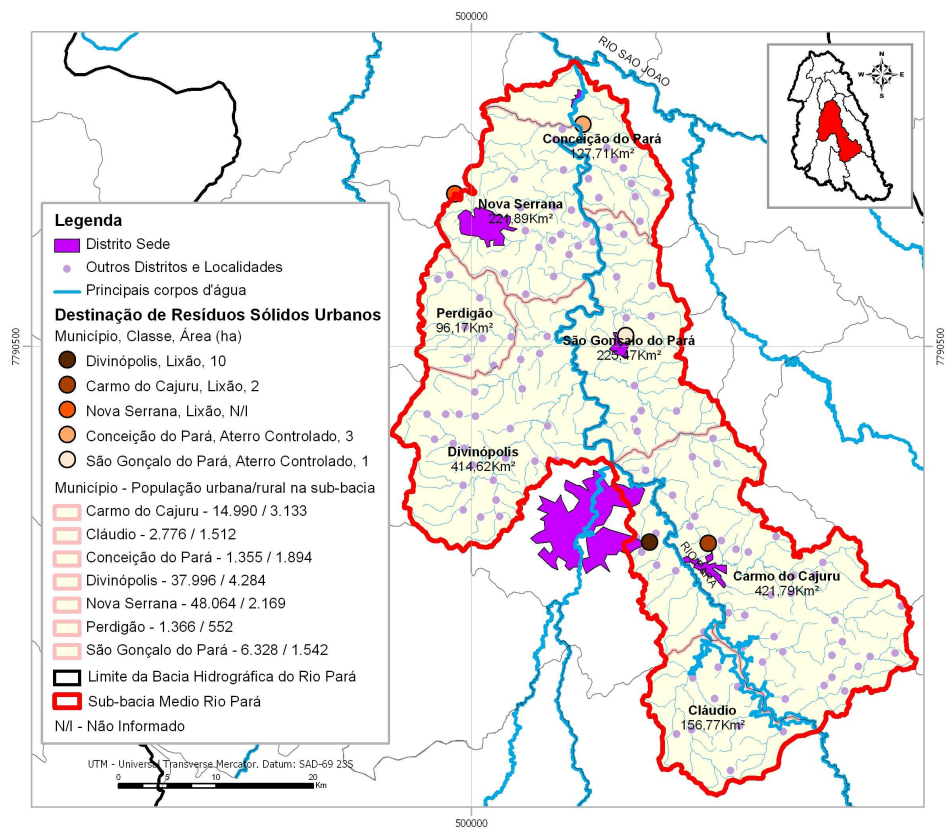 500000
RIO SAO JOAO
N
W E
S
Conceição do Pará
127,71Km²
Nova Serrana
221,89Km²
Legenda
Distrito Sede
Outros Distritos e Localidades
Principais corpos d'água
Destinação de Resíduos Sólidos Urbanos
Município, Classe, Área (ha)
Divinópolis, Lixão, 10
Carmo do Cajuru, Lixão, 2
Nova Serrana, Lixão, N/I
Conceição do Pará, Aterro Controlado, 3
São Gonçalo do Pará, Aterro Controlado, 1
Município - População urbana/rural na sub-bacia
Carmo do Cajuru - 14.990 / 3.133
Cláudio - 2.776 / 1.512
Conceição do Pará - 1.355 / 1.894
Divinópolis - 37.996 / 4.284
Nova Serrana - 48.064 / 2.169
Perdigão - 1.366 / 552
São Gonçalo do Pará - 6.328 / 1.542
Limite da Bacia Hidrográfica do Rio Pará
Sub-bacia Medio Rio Pará
N/I - Não Informado
7790500
7790500
Perdigão
96,17Km²
São Gonçalo do Pará
225,47Km²
Divinópolis
414,62Km²
RIO PARA
Carmo do Cajuru
421,79Km²
Cláudio
156,77Km²
UTM - Universal Transverse Mercator. Datum: SAD-69 23S
0 5 10 20
Km
500000